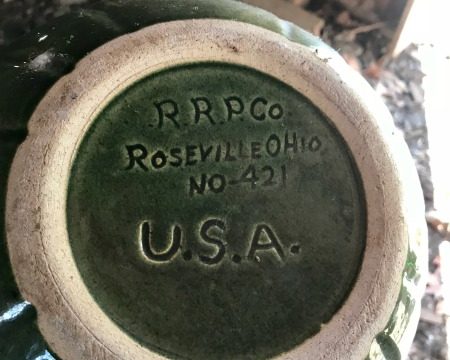 R.R.P.Co
ROSEVILLE OHIO.
NO-421
U.S.A.